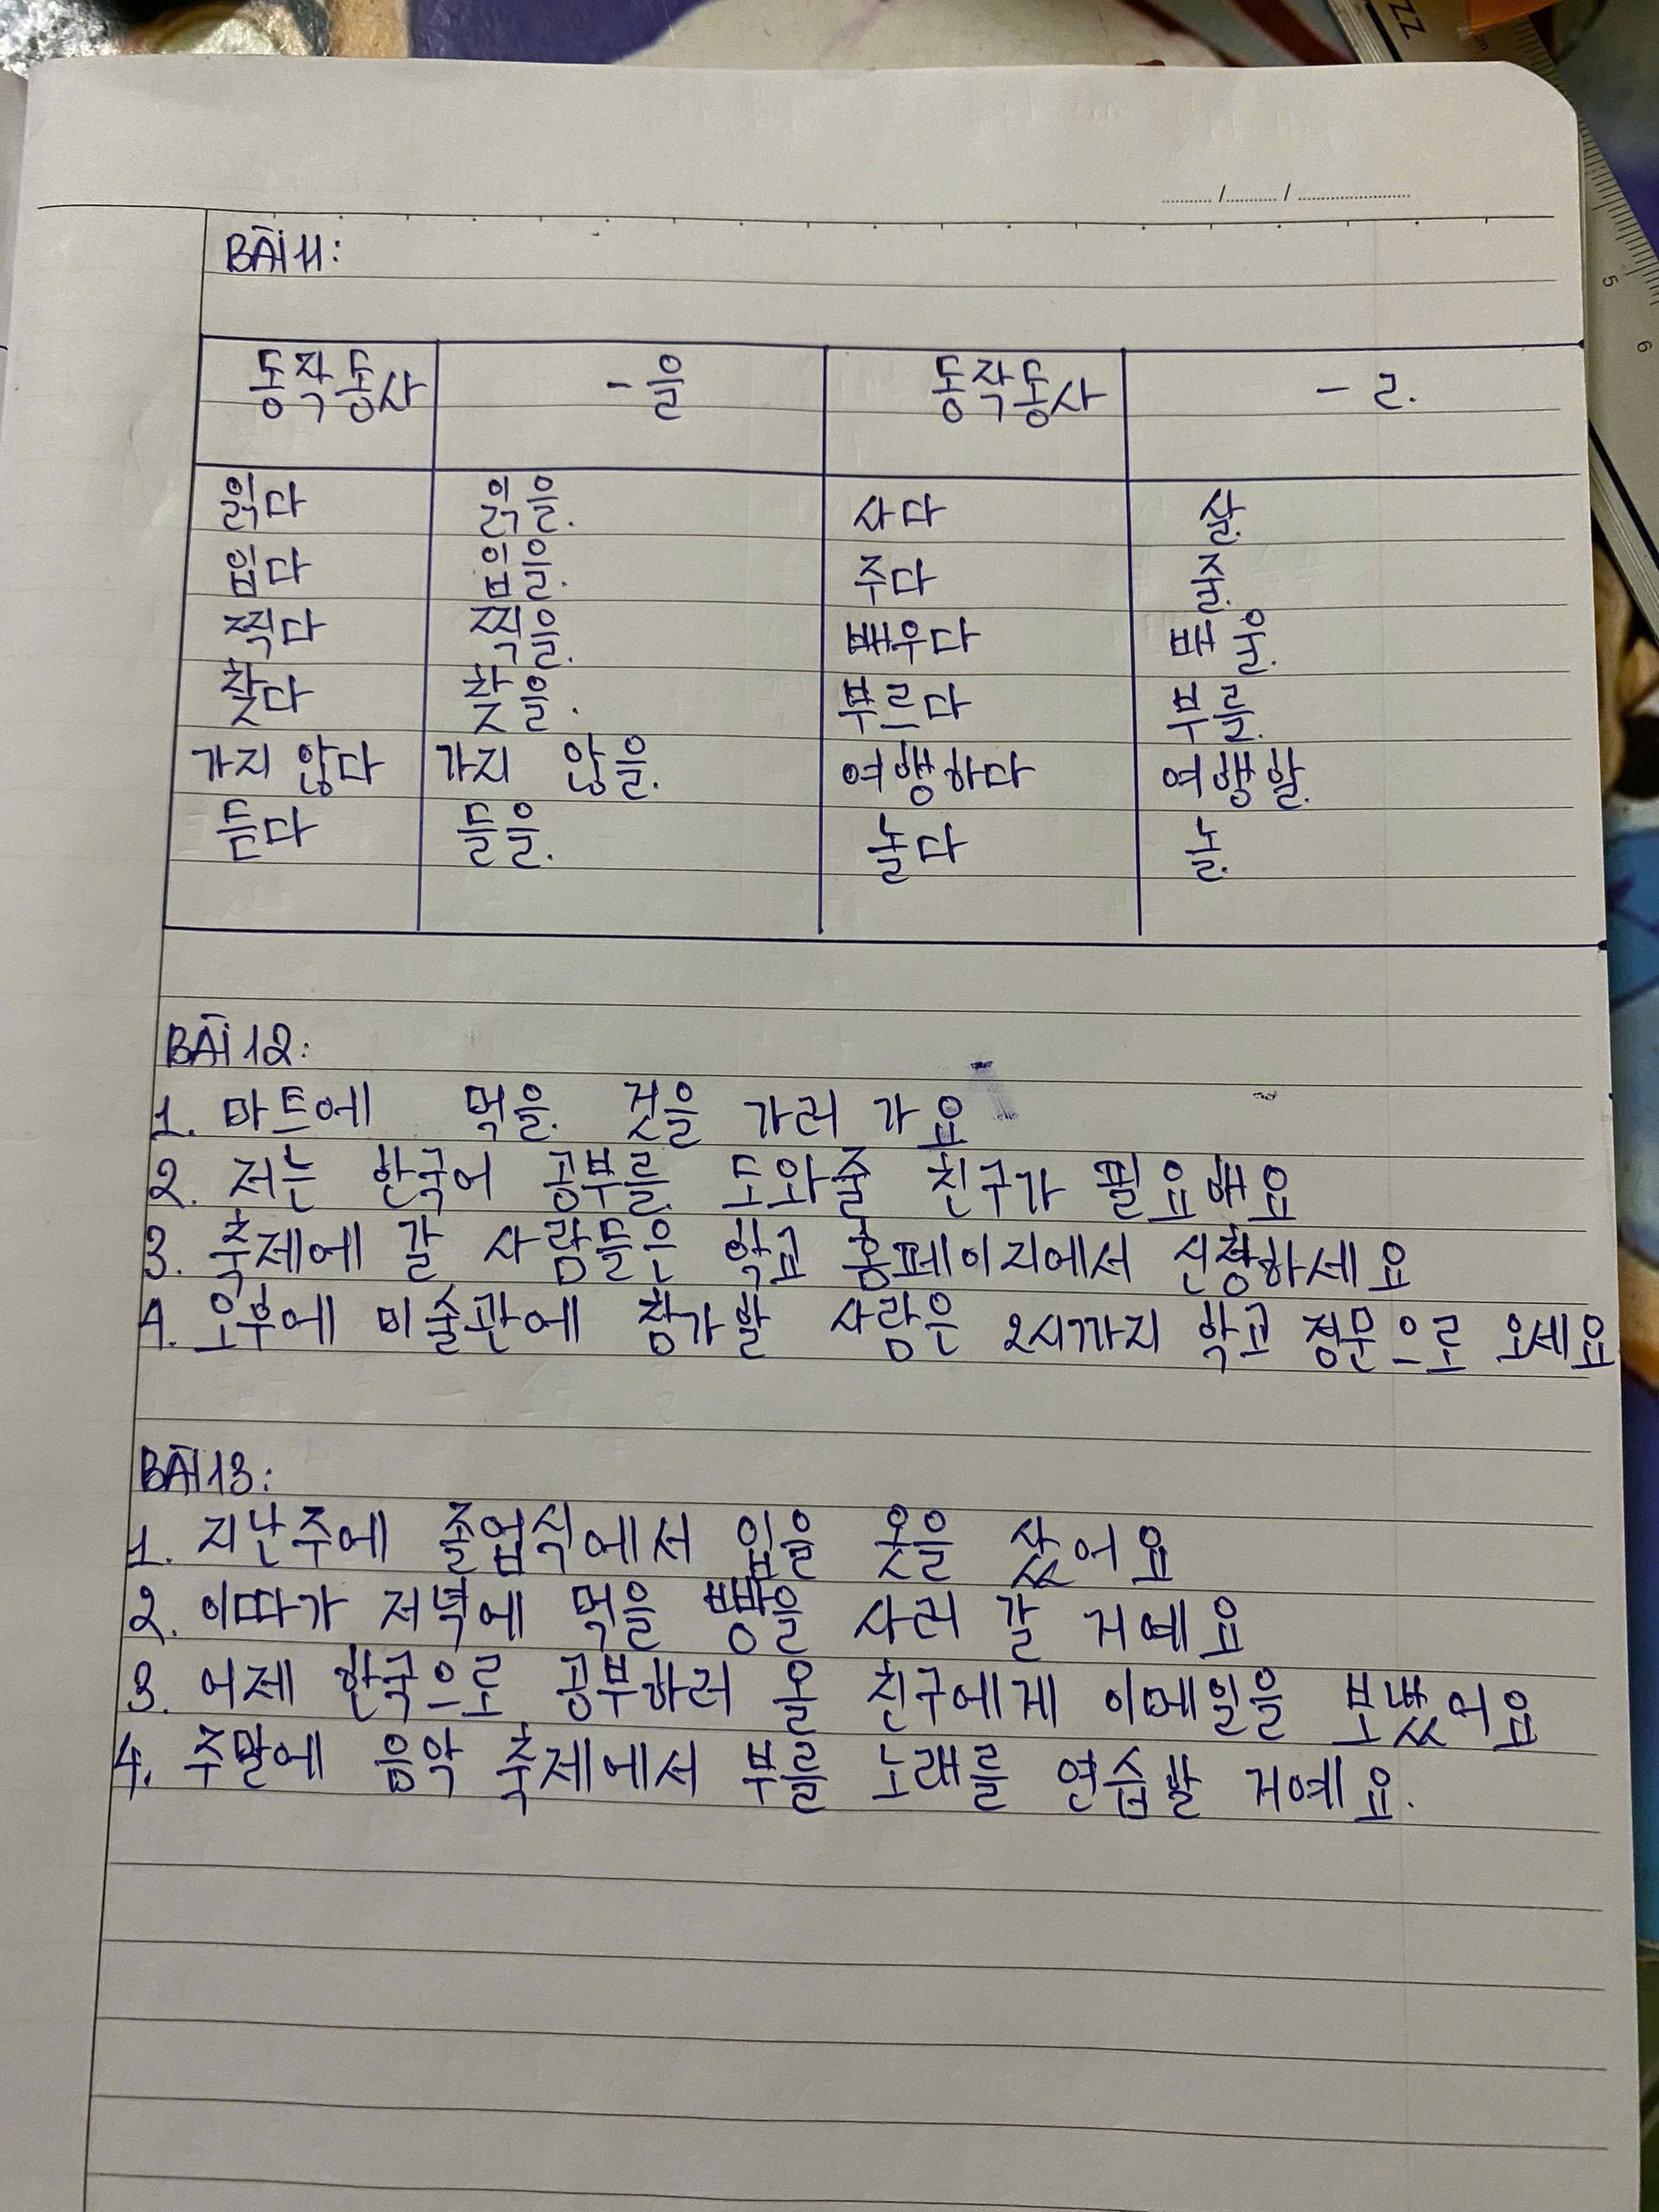 BÀI 11:
동작동사 -을 동작동사 -ㄹ.
읽다 읽을. 사다 살.
입다 입을. 주다 줄.
찍다 찍을. 배우다 배울.
찾다 찾을. 부르다 부를.
가지 않다 가지 않을. 여행하다 여행할.
듣다 들을. 놀다 놀.
BÀI 12:
1. 마트에 먹을. 것을 가러 가요
2. 저는 한국어 공부를. 도와줄 친구가 필요해요
3. 축제에 갈 사람들은 학교 홈페이지에서 신청하세요
4. 오후에 미술관에 참가할 사람은 2시까지 학교 정문으로 오세요
BÀI 13:
1. 지난주에 졸업식에서 입을 옷을 샀어요
2. 이따가 저녁에 먹을 빵을 사러 갈 거예요
3. 어제 한국으로 공부하러 올 친구에게 이메일을 보냈어요
4. 주말에 음악 축제에서 부를 노래를 연습할 거예요.
5
6